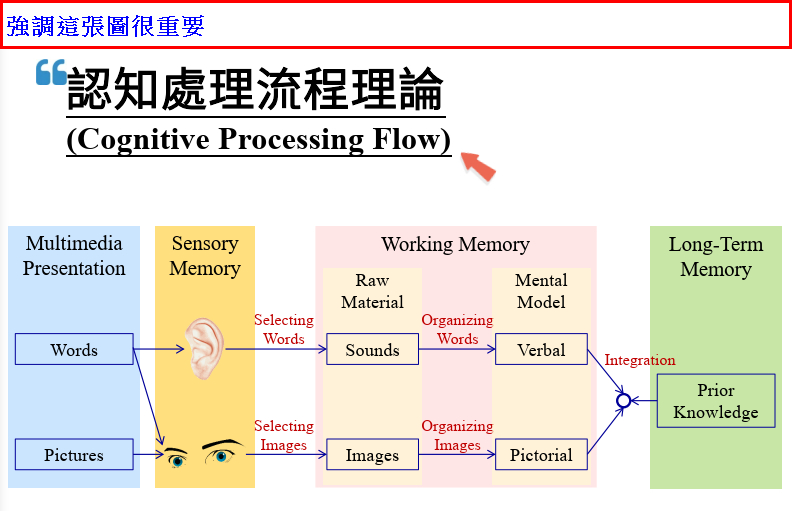 強調這張圖很重要
認知處理流程理論
(Cognitive Processing Flow)
Multimedia
Presentation
Sensory
Memory
Working Memory
Long-Term
Memory
Raw
Material
Mental
Model
Selecting
Words
Organizing
Words
Words
Sounds
Verbal
Integration
Prior
Knowledge
Selecting
Images
Organizing
Images
Pictures
Images
Pictorial